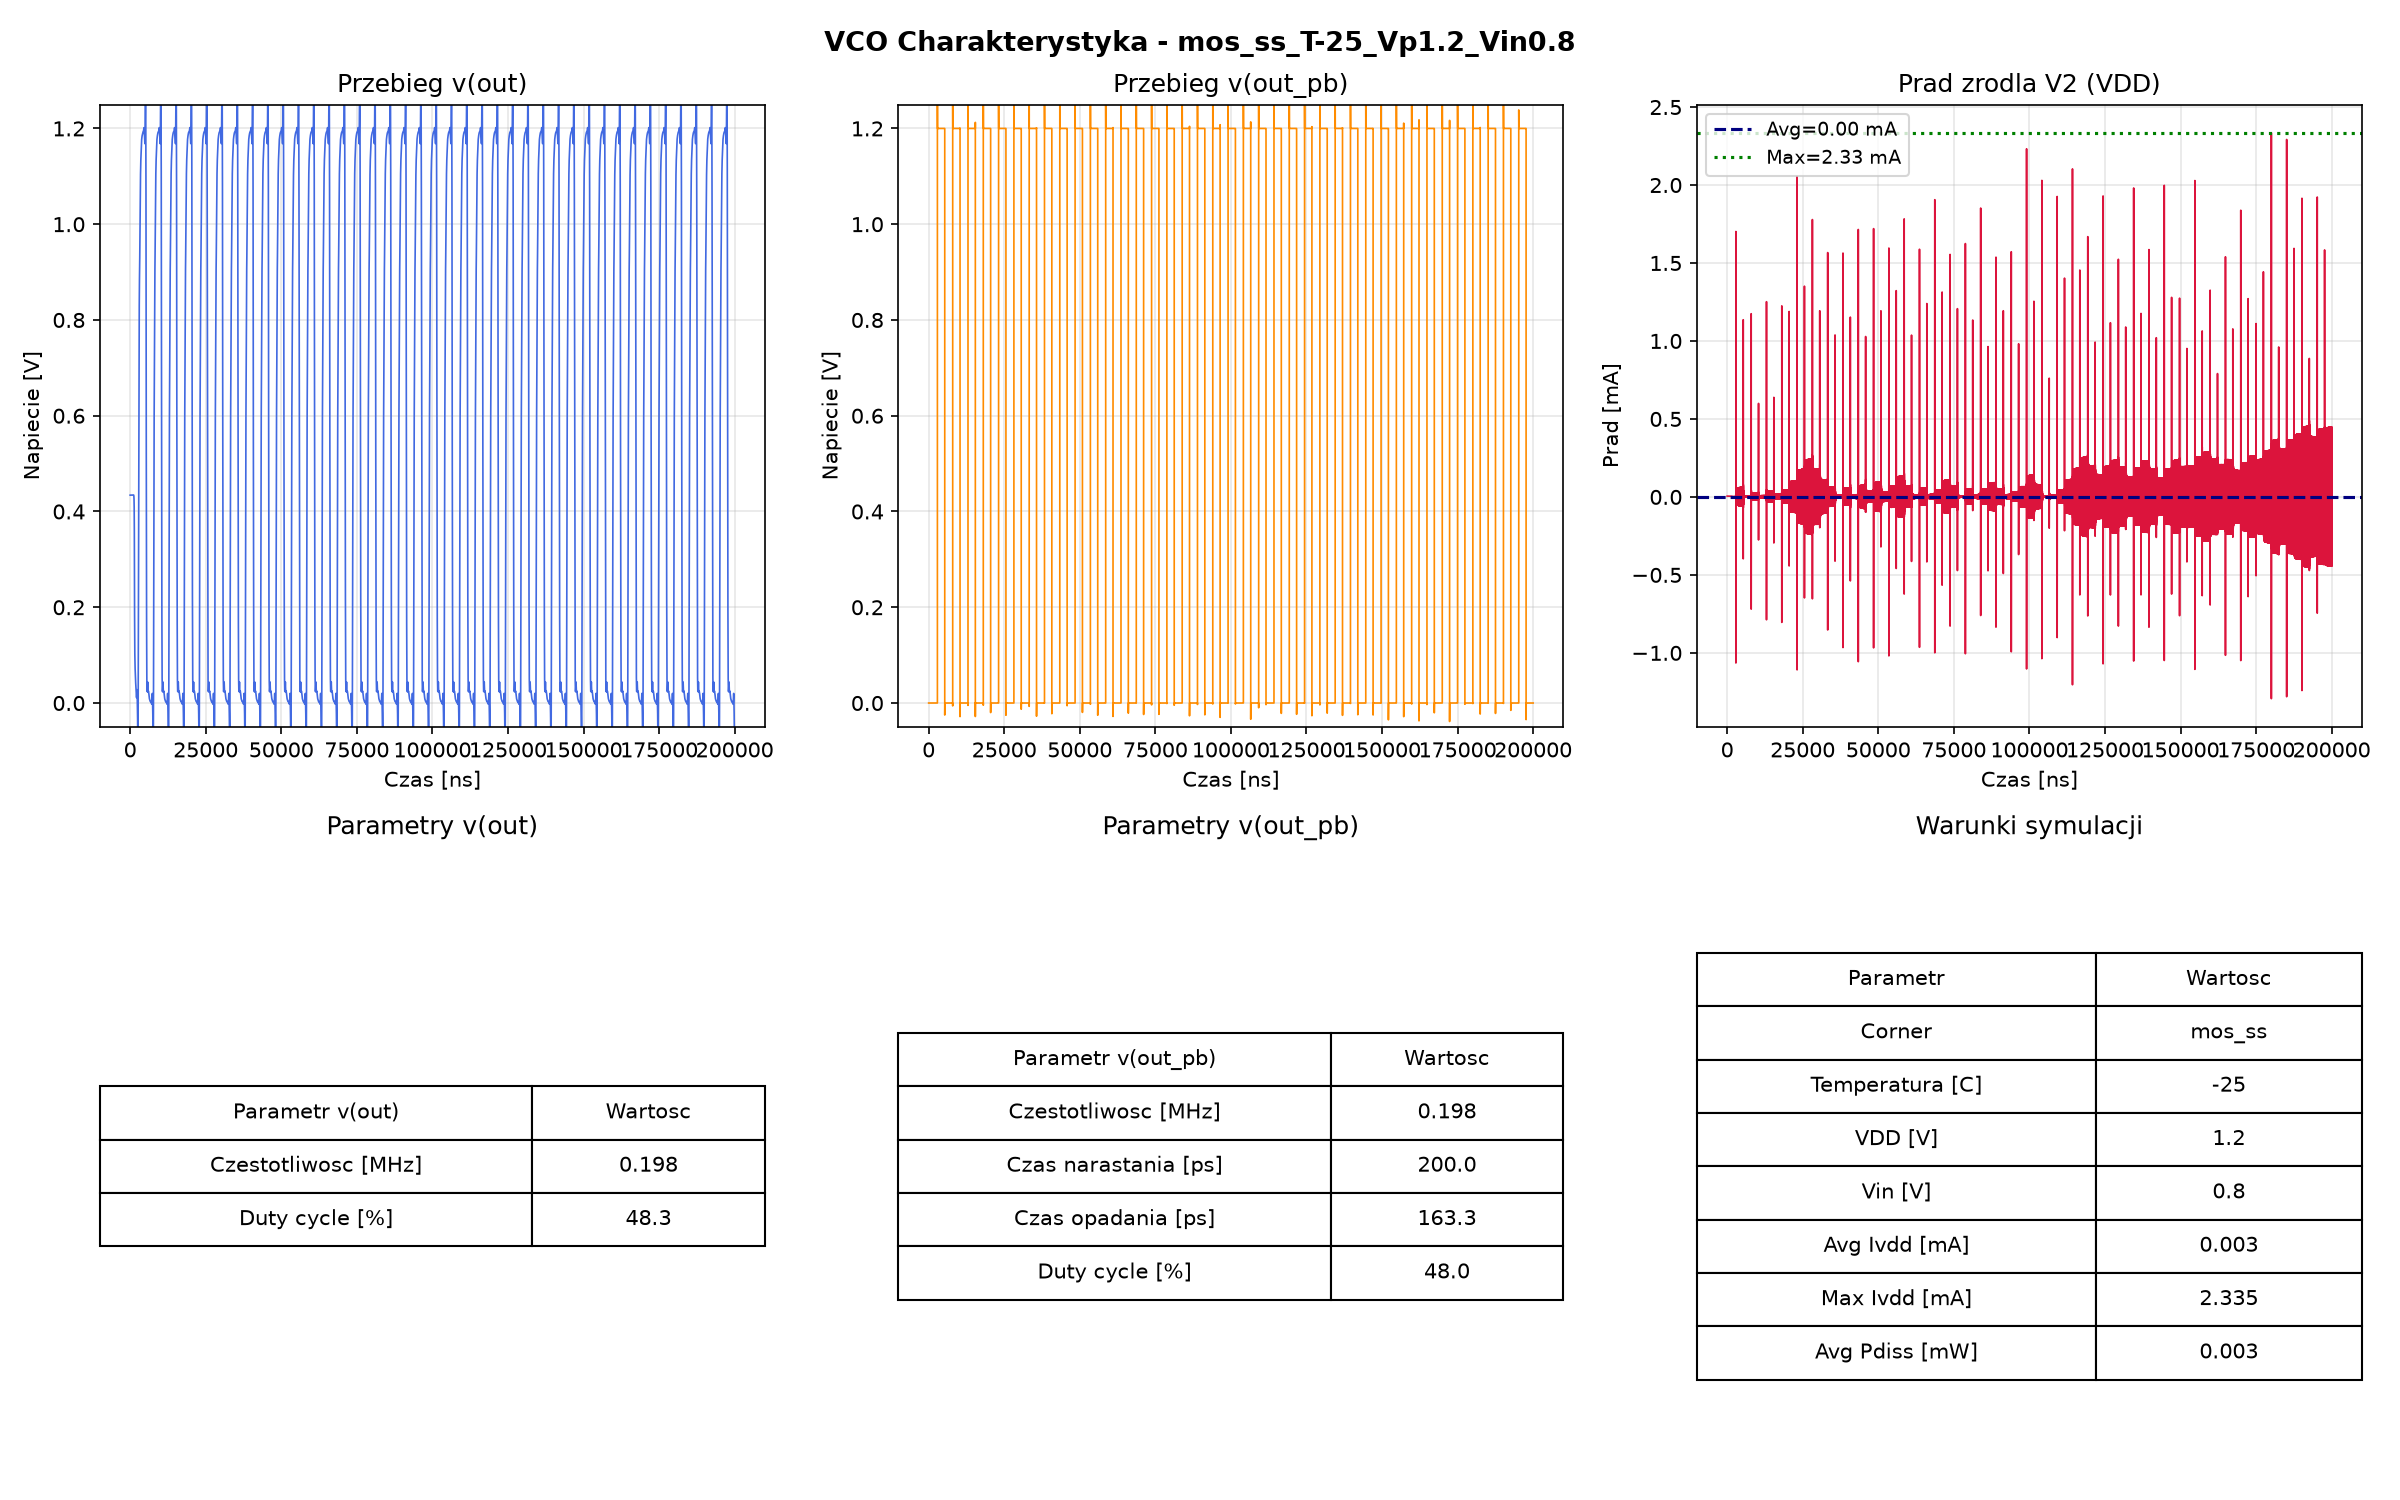 VCO Charakterystyka - mos_ss_T-25_Vp1.2_Vin0.8
Przebieg v(out)
Napiecie [V]
1.2
1.0
0.8
0.6
0.4
0.2
0.0
0 25000 50000 75000 100000 125000 150000 175000 200000
Czas [ns]
Przebieg v(out_pb)
Napiecie [V]
1.2
1.0
0.8
0.6
0.4
0.2
0.0
0 25000 50000 75000 100000 125000 150000 175000 200000
Czas [ns]
Prad zrodla V2 (VDD)
Prad [mA]
Avg=0.00 mA
Max=2.33 mA
2.5
2.0
1.5
1.0
0.5
0.0
−0.5
−1.0
0 25000 50000 75000 100000 125000 150000 175000 200000
Czas [ns]
Parametry v(out)
Parametr v(out) Wartosc
Czestotliwosc [MHz] 0.198
Duty cycle [%] 48.3
Parametry v(out_pb)
Parametr v(out_pb) Wartosc
Czestotliwosc [MHz] 0.198
Czas narastania [ps] 200.0
Czas opadania [ps] 163.3
Duty cycle [%] 48.0
Warunki symulacji
Parametr Wartosc
Corner mos_ss
Temperatura [C] -25
VDD [V] 1.2
Vin [V] 0.8
Avg Ivdd [mA] 0.003
Max Ivdd [mA] 2.335
Avg Pdiss [mW] 0.003